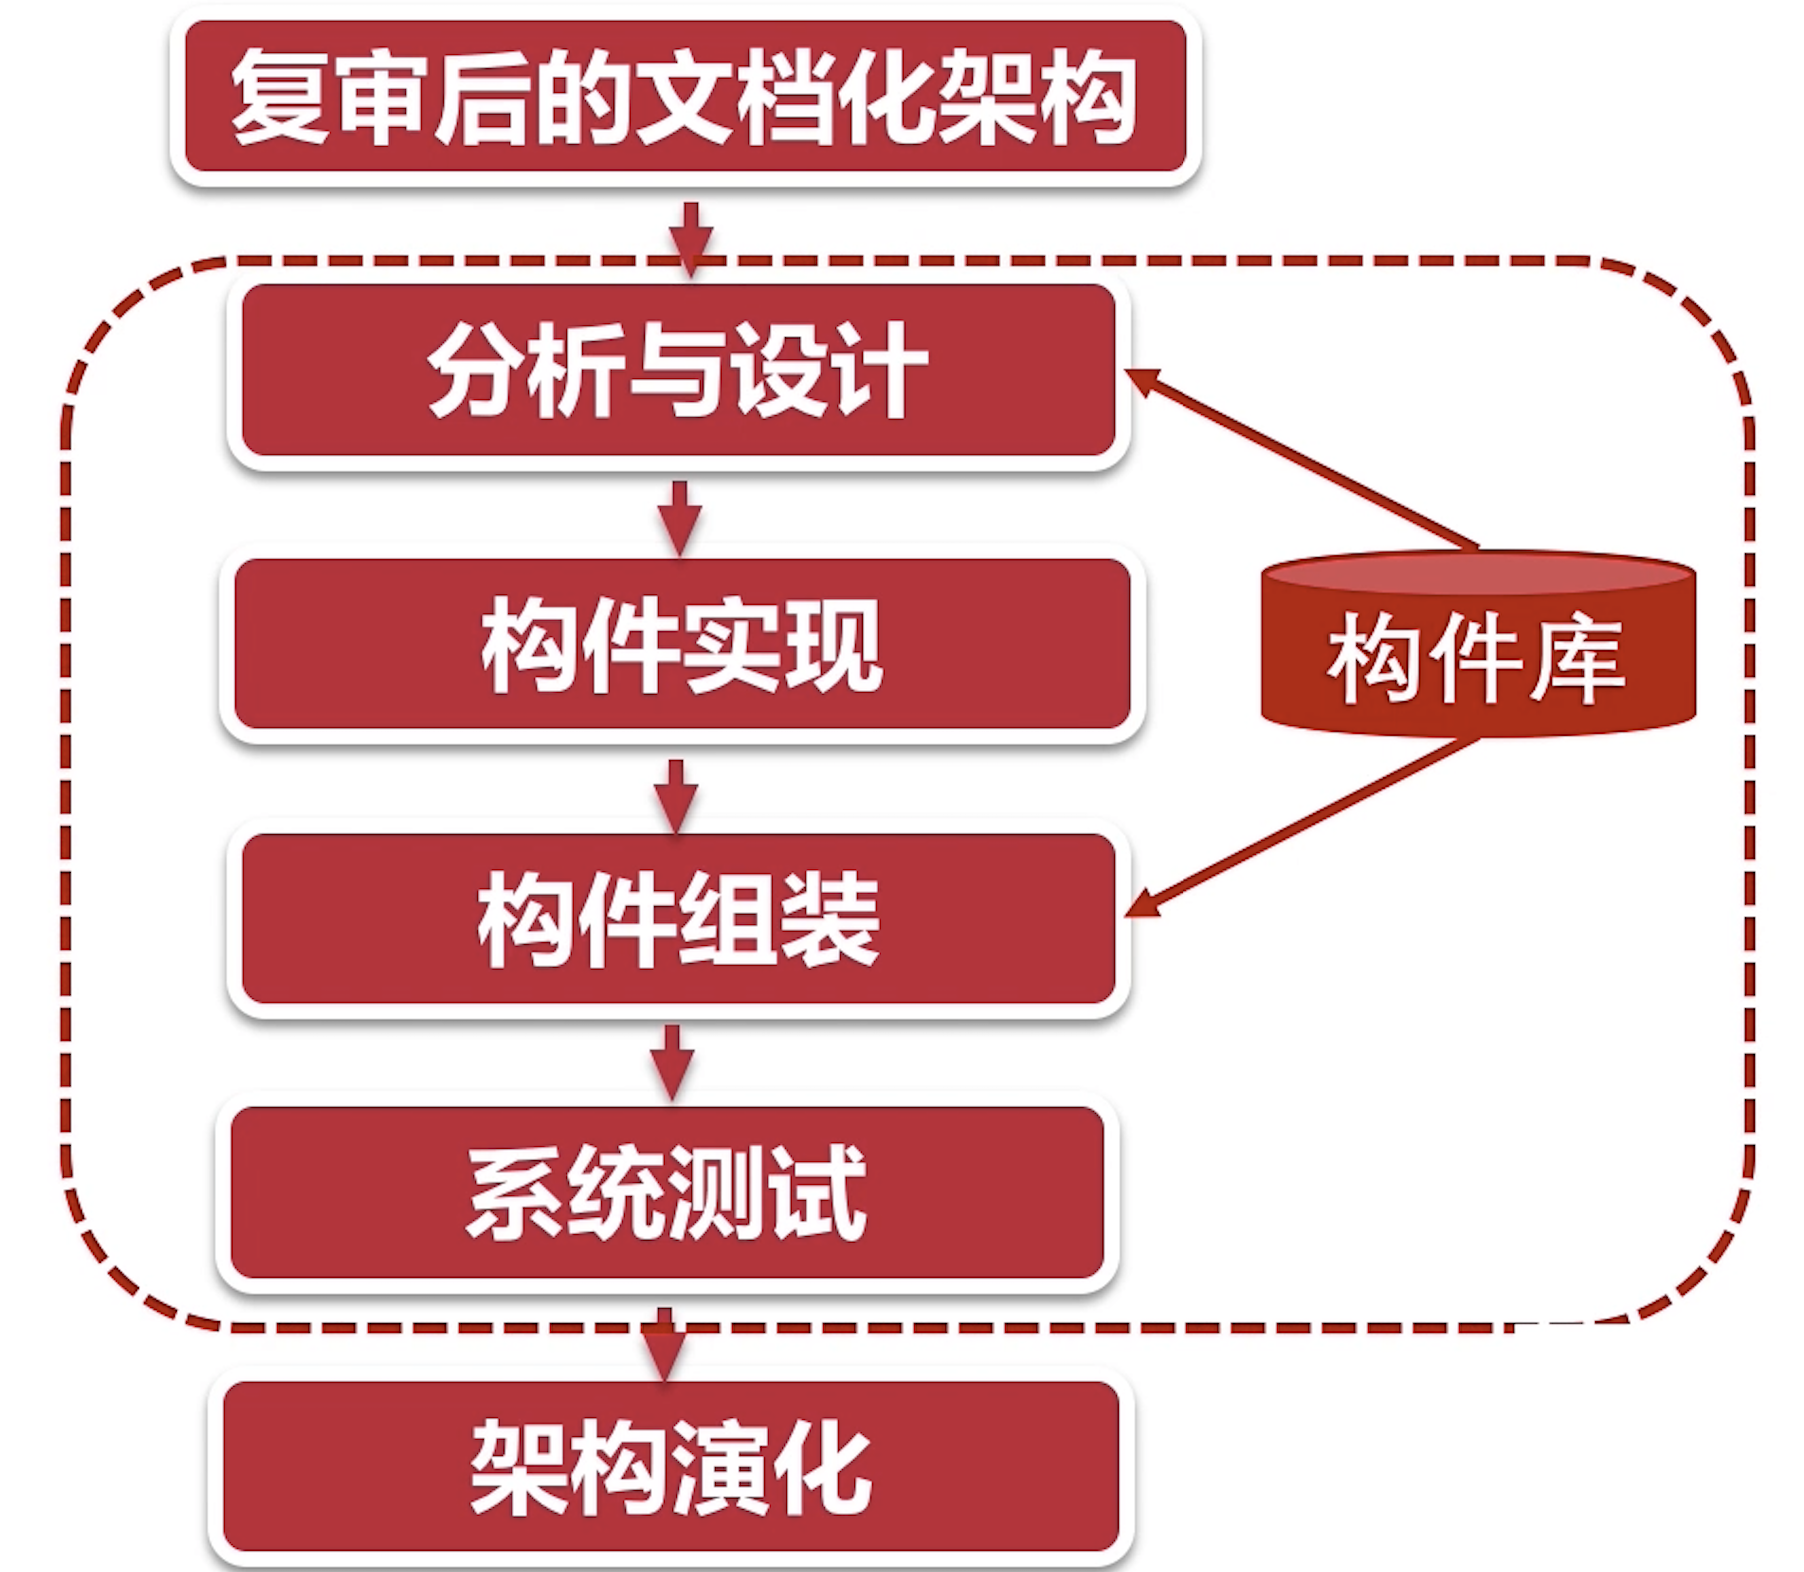 复审后的文档化架构
分析与设计
构件实现
构件库
构件组装
系统测试
架构演化